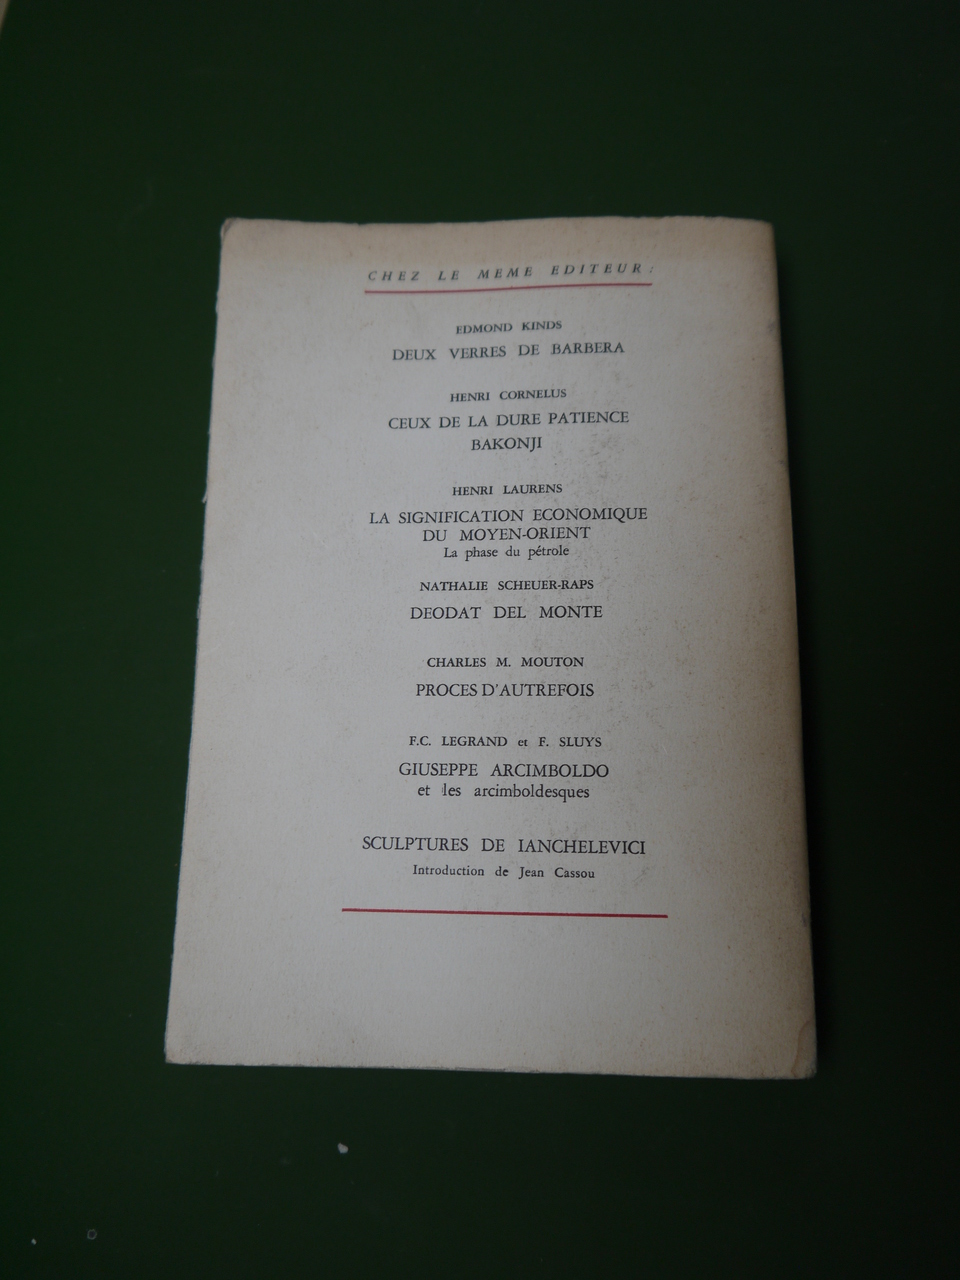 CHEZ LE MEME EDITEUR :
EDMOND KINDS
DEUX VERRES DE BARBERA
HENRI CORNELUS
CEUX DE LA DURE PATIENCE
BAKONJI
HENRI LAURENS
LA SIGNIFICATION ECONOMIQUE
DU MOYEN-ORIENT
La phase du pétrole
NATHALIE SCHEUER-RAPS
DEODAT DEL MONTE
CHARLES M. MOUTON
PROCES D'AUTREFOIS
F.C. LEGRAND et F. SLUYS
GIUSEPPE ARCIMBOLDO
et les arcimboldesques
SCULPTURES DE IANCHELEVICI
Introduction de Jean Cassou